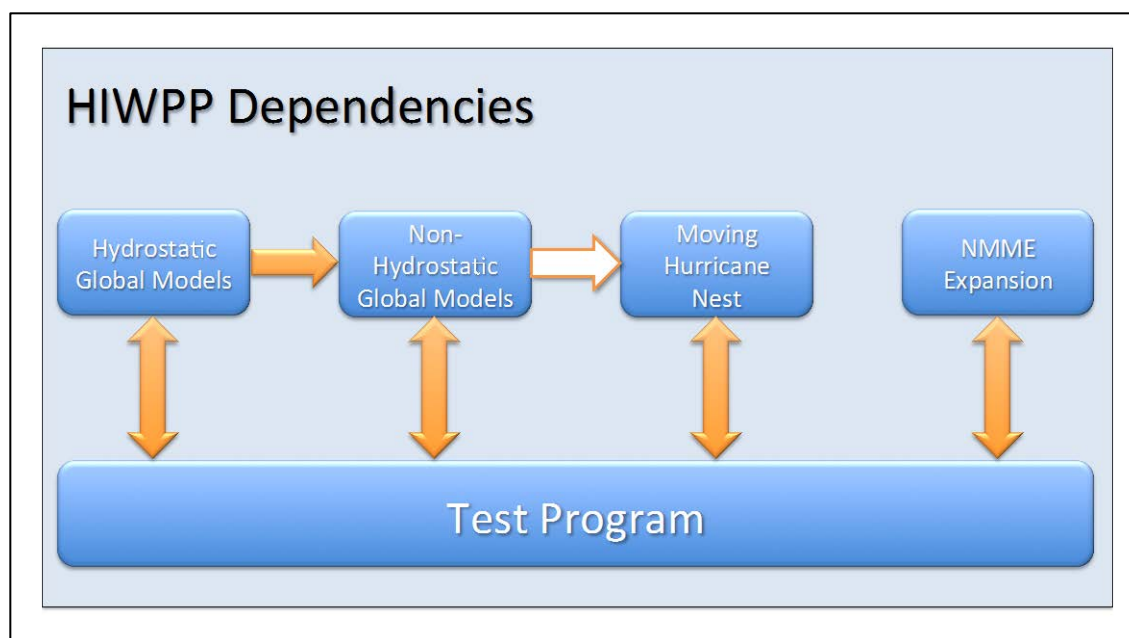 HIWPP Dependencies
Hydrostatic
Global Models
Non-
Hydrostatic
Global Models
Moving
Hurricane
Nest
NMME
Expansion
Test Program